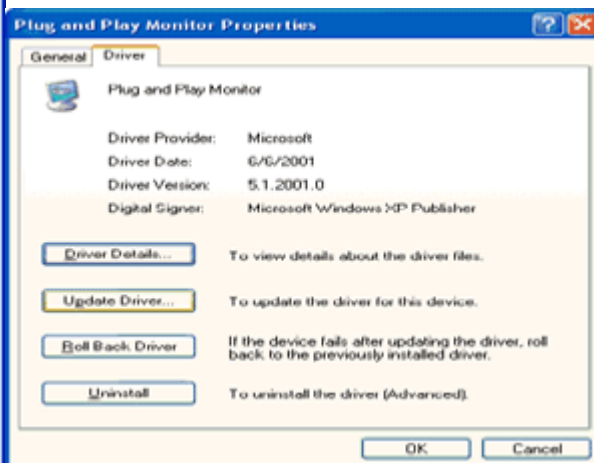 Plug and Play Monitor Properties
General Driver
Plug and Play Monitor
Driver Provider: Microsoft
Driver Date: 6/6/2001
Driver Version: 5.1.2001.0
Digital Signer: Microsoft Windows XP Publisher
Driver Details... To view details about the driver files.
Update Driver... To update the driver for this device.
Roll Back Driver If the device fails after updating the driver, roll
back to the previously installed driver.
Uninstall To uninstall the driver (Advanced).
OK Cancel